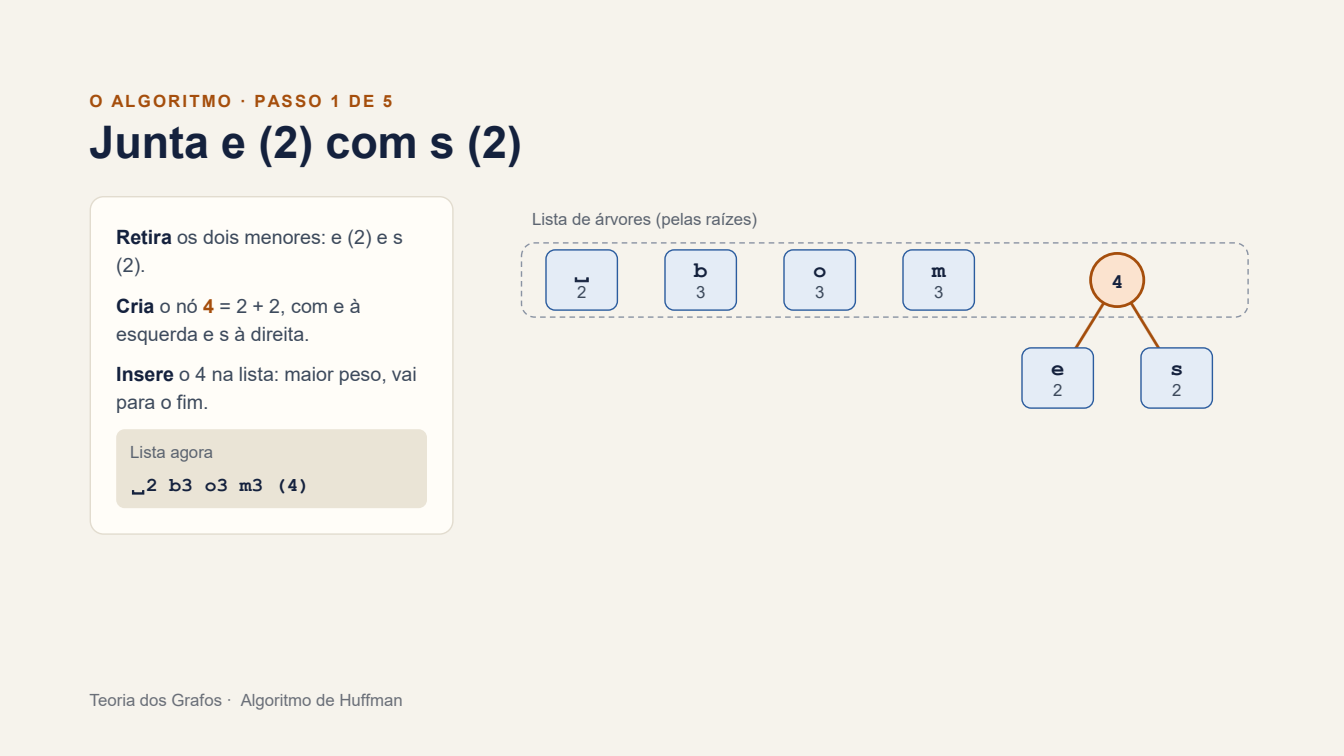 O ALGORITMO · PASSO 1 DE 5
Junta e (2) com s (2)
Retira os dois menores: e (2) e s
(2).
Cria o nó 4 = 2 + 2, com e à
esquerda e s à direita.
Insere o 4 na lista: maior peso, vai
para o fim.
Lista agora
␣2 b3 o3 m3 (4)
Lista de árvores (pelas raízes)
␣ b o m 4
2 3 3 3
e s
2 2
Teoria dos Grafos · Algoritmo de Huffman